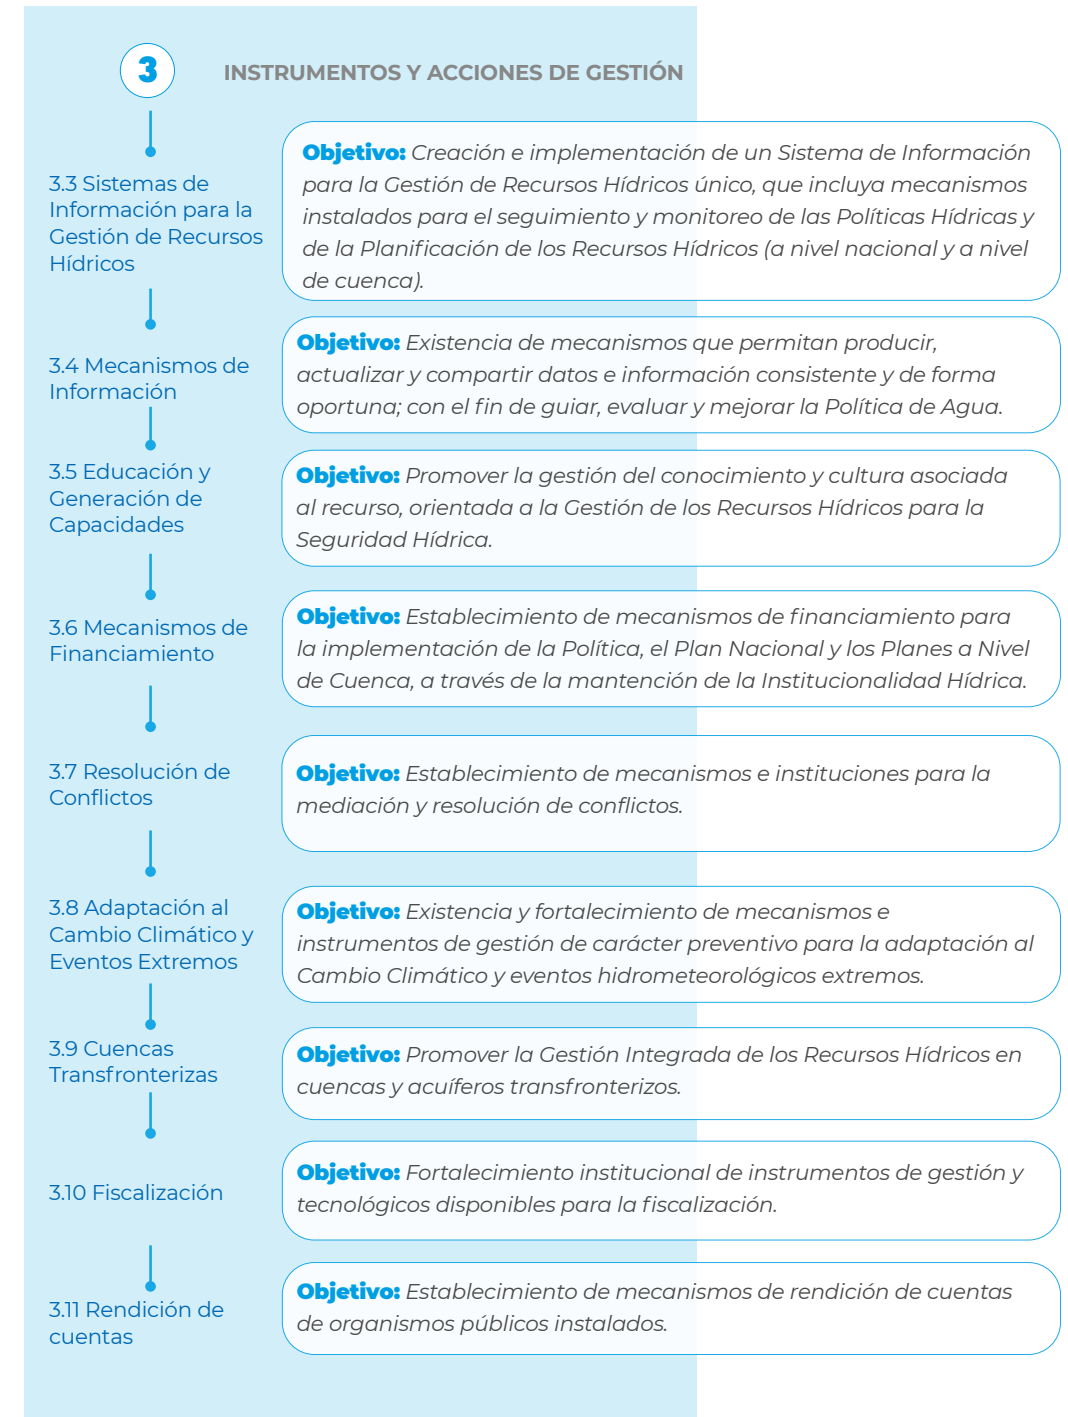 3
INSTRUMENTOS Y ACCIONES DE GESTIÓN
3.3 Sistemas de
Información para la
Gestión de Recursos
Hídricos
Objetivo: Creación e implementación de un Sistema de Información
para la Gestión de Recursos Hídricos único, que incluya mecanismos
instalados para el seguimiento y monitoreo de las Políticas Hídricas y
de la Planificación de los Recursos Hídricos (a nivel nacional y a nivel
de cuenca).
3.4 Mecanismos de
Información
Objetivo: Existencia de mecanismos que permitan producir,
actualizar y compartir datos e información consistente y de forma
oportuna; con el fin de guiar, evaluar y mejorar la Política de Agua.
3.5 Educación y
Generación de
Capacidades
Objetivo: Promover la gestión del conocimiento y cultura asociada
al recurso, orientada a la Gestión de los Recursos Hídricos para la
Seguridad Hídrica.
3.6 Mecanismos de
Financiamiento
Objetivo: Establecimiento de mecanismos de financiamiento para
la implementación de la Política, el Plan Nacional y los Planes a Nivel
de Cuenca, a través de la mantención de la Institucionalidad Hídrica.
3.7 Resolución de
Conflictos
Objetivo: Establecimiento de mecanismos e instituciones para la
mediación y resolución de conflictos.
3.8 Adaptación al
Cambio Climático y
Eventos Extremos
Objetivo: Existencia y fortalecimiento de mecanismos e
instrumentos de gestión de carácter preventivo para la adaptación al
Cambio Climático y eventos hidrometeorológicos extremos.
3.9 Cuencas
Transfronterizas
Objetivo: Promover la Gestión Integrada de los Recursos Hídricos en
cuencas y acuíferos transfronterizos.
3.10 Fiscalización
Objetivo: Fortalecimiento institucional de instrumentos de gestión y
tecnológicos disponibles para la fiscalización.
3.11 Rendición de
cuentas
Objetivo: Establecimiento de mecanismos de rendición de cuentas
de organismos públicos instalados.